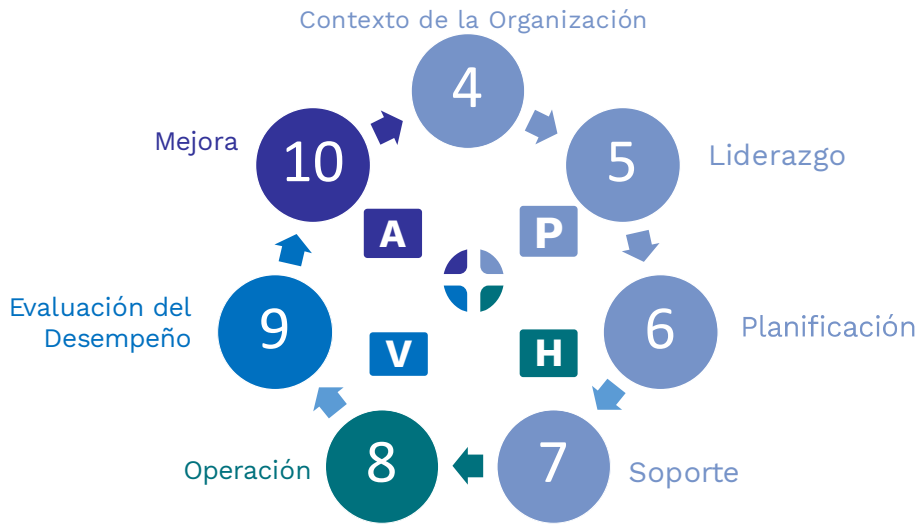 Contexto de la Organización
4
5
Liderazgo
6
Planificación
7
Soporte
8
Operación
9
Evaluación del
Desempeño
10
Mejora
A
P
V
H